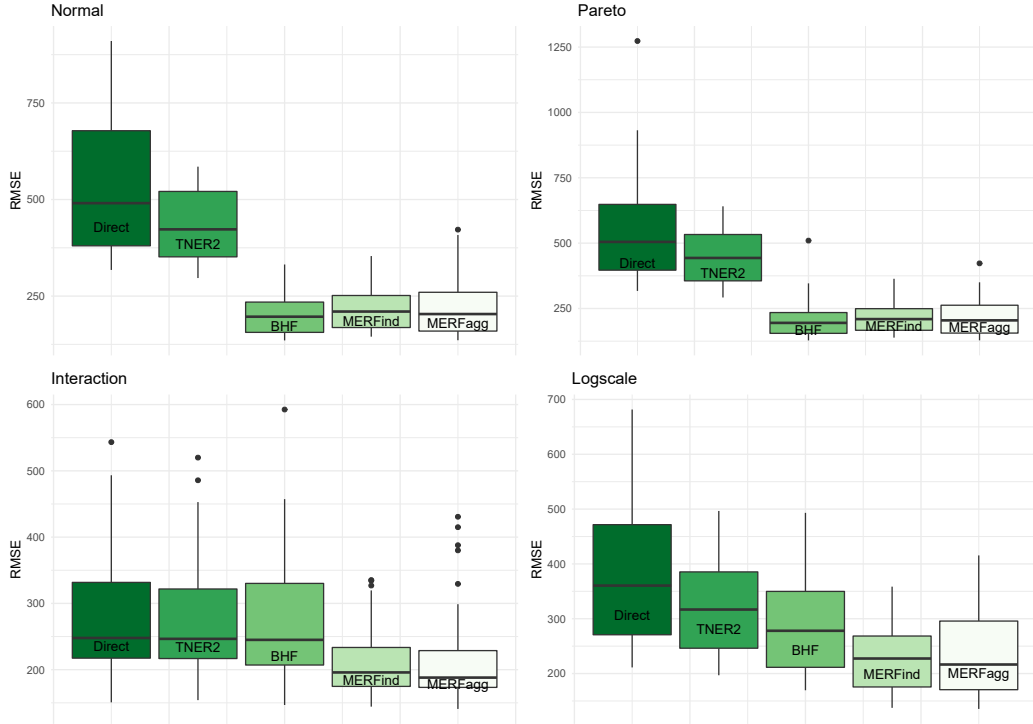 Normal
RMSE
750
500
250
Direct
TNER2
BHF
MERFind
MERFagg
Pareto
RMSE
1250
1000
750
500
250
Direct
TNER2
BHF
MERFind
MERFagg
Interaction
RMSE
600
500
400
300
200
Direct
TNER2
BHF
MERFind
MERFagg
Logscale
RMSE
700
600
500
400
300
200
Direct
TNER2
BHF
MERFind
MERFagg